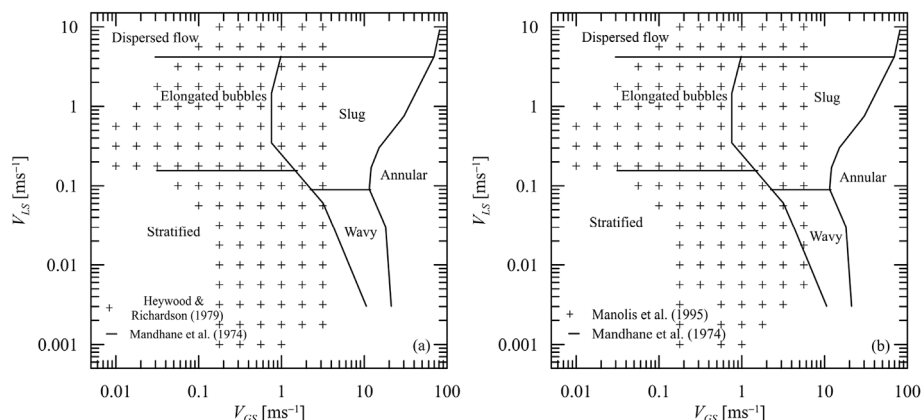 10
Dispersed flow
Elongated bubbles
1
Slug
0.1
Annular
Stratified
Wavy
0.01
Heywood &
Richardson (1979)
Mandhane et al. (1974)
0.001
(a)
0.01 0.1 1 10 100
V_GS [ms⁻¹]
V_LS [ms⁻¹]
10
Dispersed flow
Elongated bubbles
1
Slug
0.1
Annular
Stratified
Wavy
0.01
Manolis et al. (1995)
Mandhane et al. (1974)
0.001
(b)
0.01 0.1 1 10 100
V_GS [ms⁻¹]
V_LS [ms⁻¹]